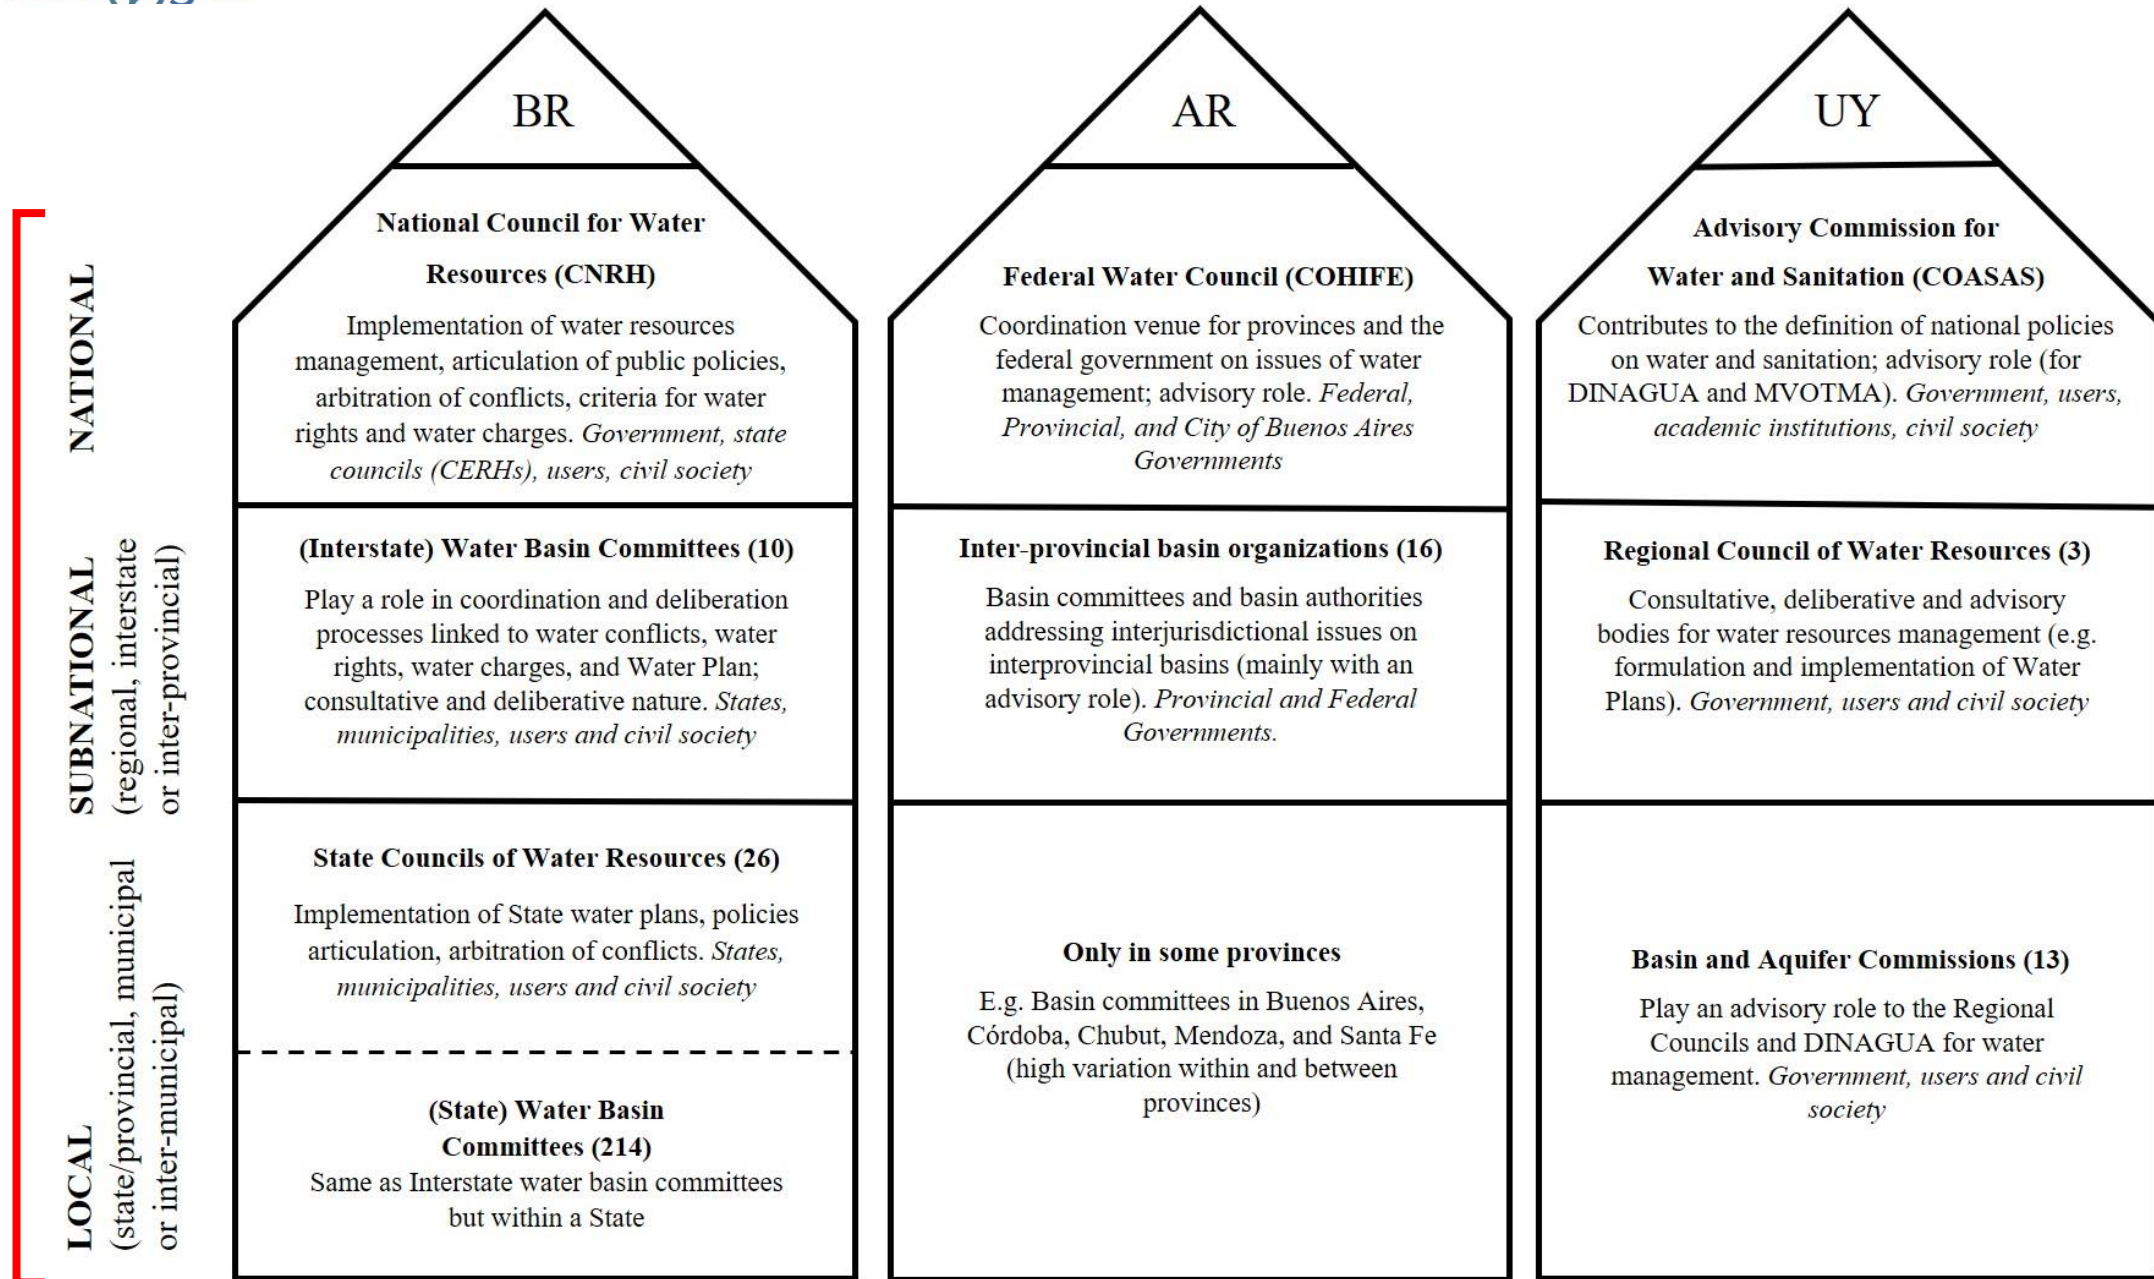 BR
AR
UY
NATIONAL
National Council for Water
Resources (CNRH)
Implementation of water resources
management, articulation of public policies,
arbitration of conflicts, criteria for water
rights and water charges. Government, state
councils (CERHs), users, civil society
Federal Water Council (COHIFE)
Coordination venue for provinces and the
federal government on issues of water
management; advisory role. Federal,
Provincial, and City of Buenos Aires
Governments
Advisory Commission for
Water and Sanitation (COASAS)
Contributes to the definition of national policies
on water and sanitation; advisory role (for
DINAGUA and MVOTMA). Government, users,
academic institutions, civil society
SUBNATIONAL
(regional, interstate
or inter-provincial)
(Interstate) Water Basin Committees (10)
Play a role in coordination and deliberation
processes linked to water conflicts, water
rights, water charges, and Water Plan;
consultative and deliberative nature. States,
municipalities, users and civil society
Inter-provincial basin organizations (16)
Basin committees and basin authorities
addressing interjurisdictional issues on
interprovincial basins (mainly with an
advisory role). Provincial and Federal
Governments.
Regional Council of Water Resources (3)
Consultative, deliberative and advisory
bodies for water resources management (e.g.
formulation and implementation of Water
Plans). Government, users and civil society
LOCAL
(state/provincial, municipal
or inter-municipal)
State Councils of Water Resources (26)
Implementation of State water plans, policies
articulation, arbitration of conflicts. States,
municipalities, users and civil society
(State) Water Basin
Committees (214)
Same as Interstate water basin committees
but within a State
Only in some provinces
E.g. Basin committees in Buenos Aires,
Córdoba, Chubut, Mendoza, and Santa Fe
(high variation within and between
provinces)
Basin and Aquifer Commissions (13)
Play an advisory role to the Regional
Councils and DINAGUA for water
management. Government, users and civil
society